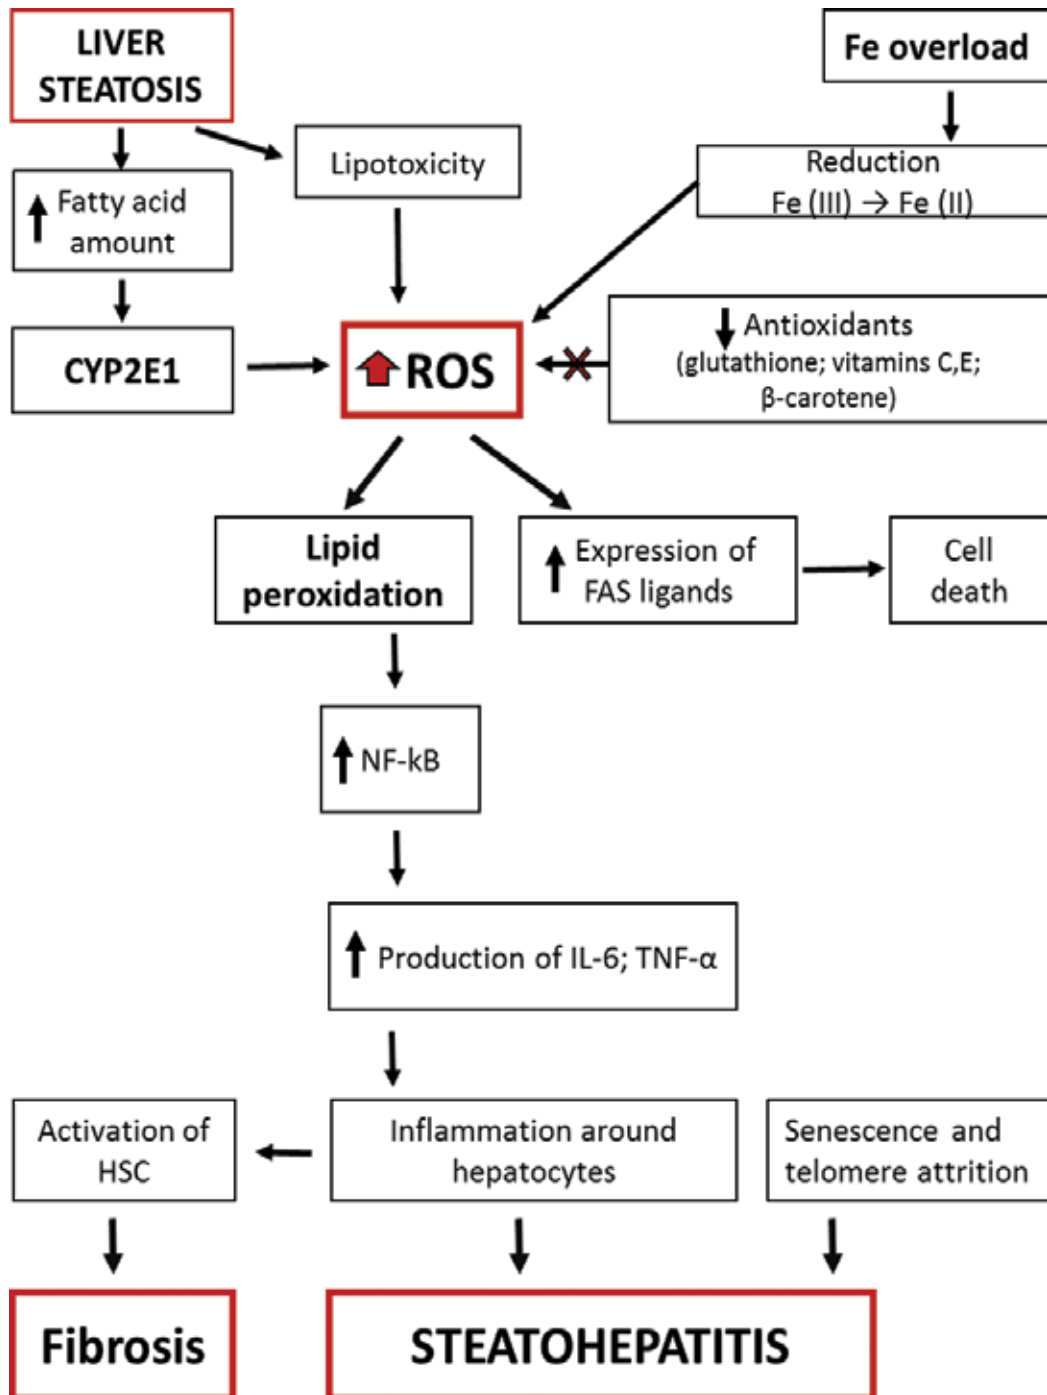 LIVER
STEATOSIS
Fe overload
Lipotoxicity
Reduction
Fe (III) → Fe (II)
Fatty acid
amount
CYP2E1
ROS
Antioxidants
(glutathione; vitamins C,E;
β-carotene)
Lipid
peroxidation
Expression of
FAS ligands
Cell
death
NF-kB
Production of IL-6; TNF-α
Activation of
HSC
Inflammation around
hepatocytes
Senescence and
telomere attrition
Fibrosis
STEATOHEPATITIS